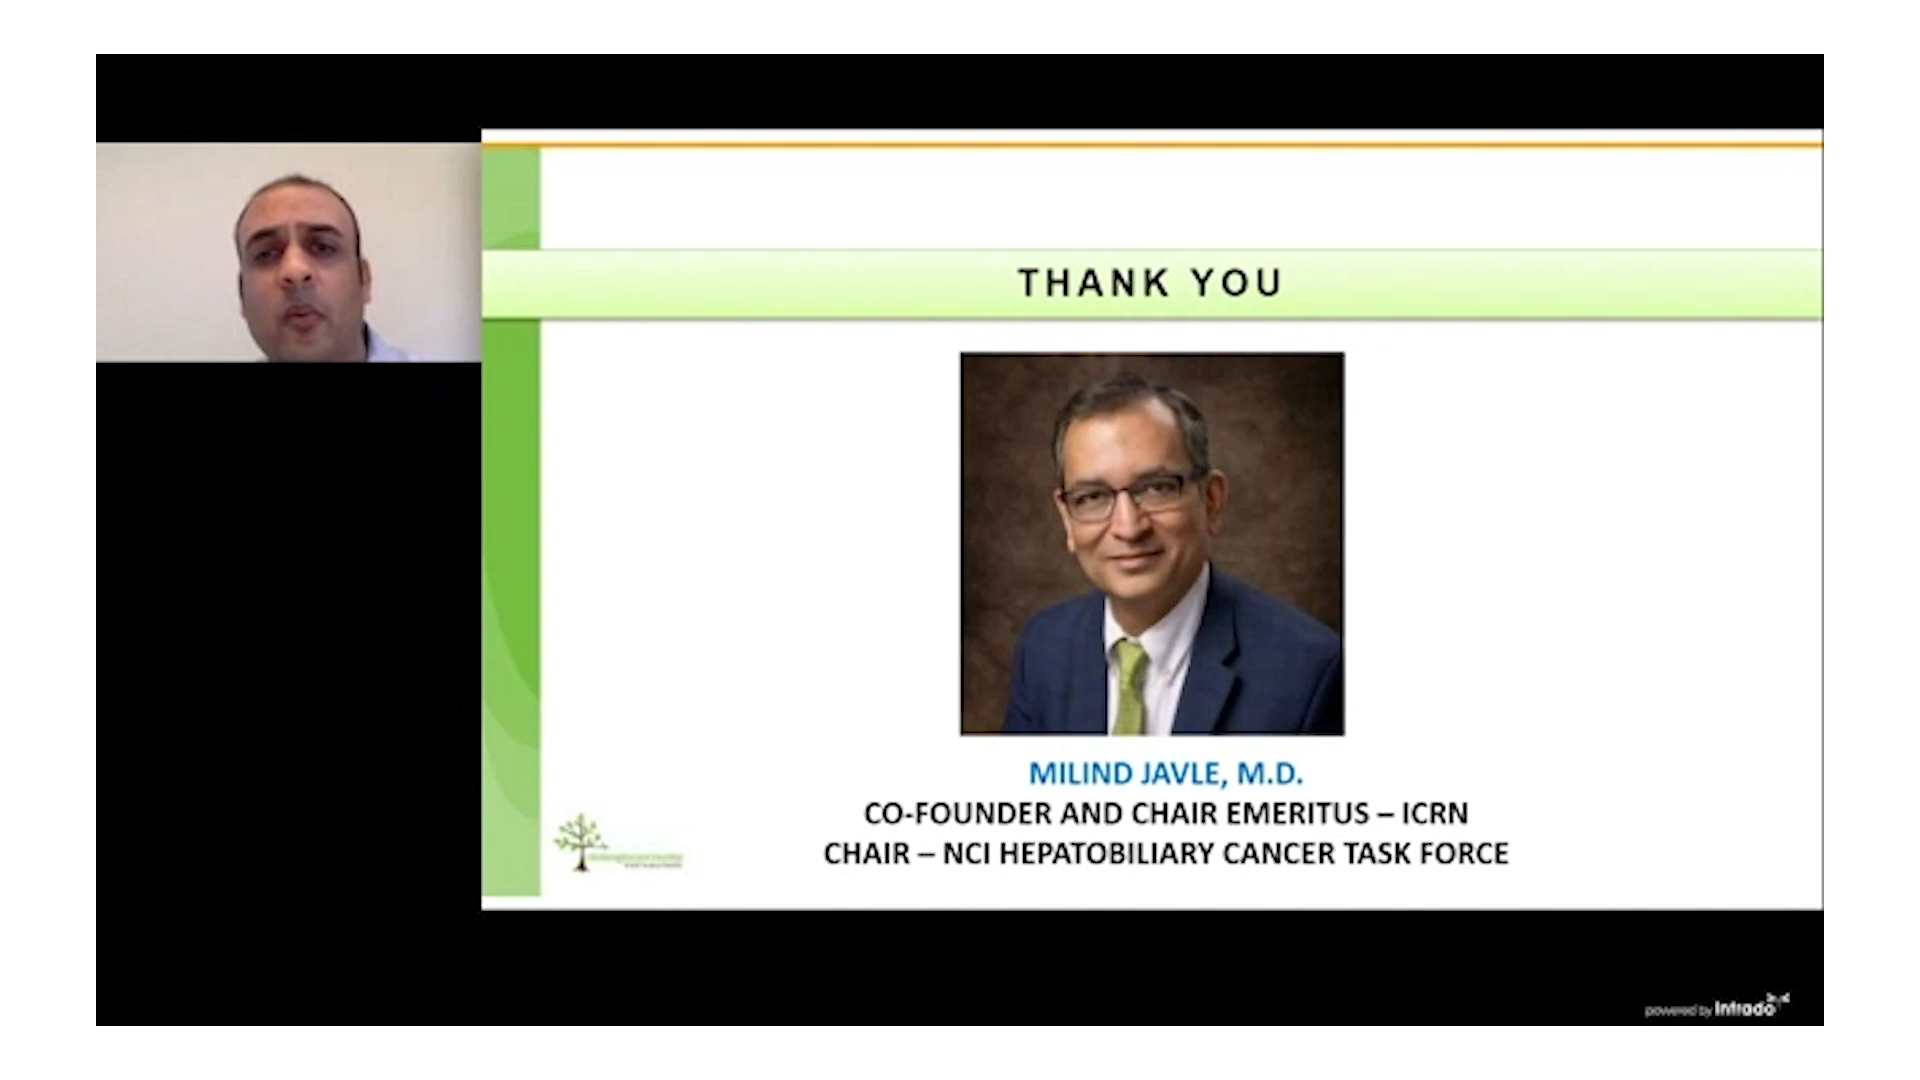 THANK YOU
MILIND JAVLE, M.D.
CO-FOUNDER AND CHAIR EMERITUS – ICRN
CHAIR – NCI HEPATOBILIARY CANCER TASK FORCE
powered by intrado